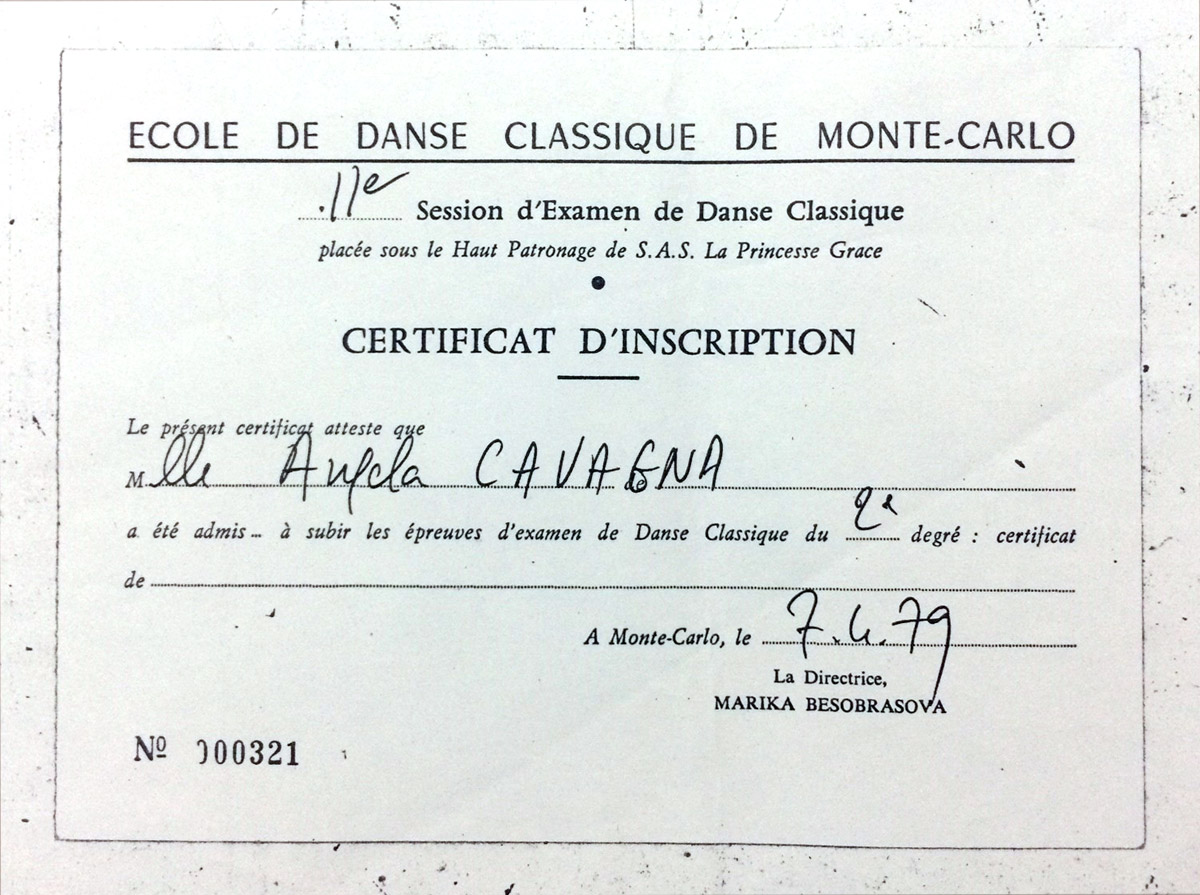 ECOLE DE DANSE CLASSIQUE DE MONTE-CARLO
11e Session d'Examen de Danse Classique
placée sous le Haut Patronage de S.A.S. La Princesse Grace
CERTIFICAT D'INSCRIPTION
Le présent certificat atteste que
Mlle Angela CAVAGNA
a été admis... à subir les épreuves d'examen de Danse Classique du 2e degré : certificat
de
A Monte-Carlo, le 7.4.79
La Directrice,
MARIKA BESOBRASOVA
Nº 000321